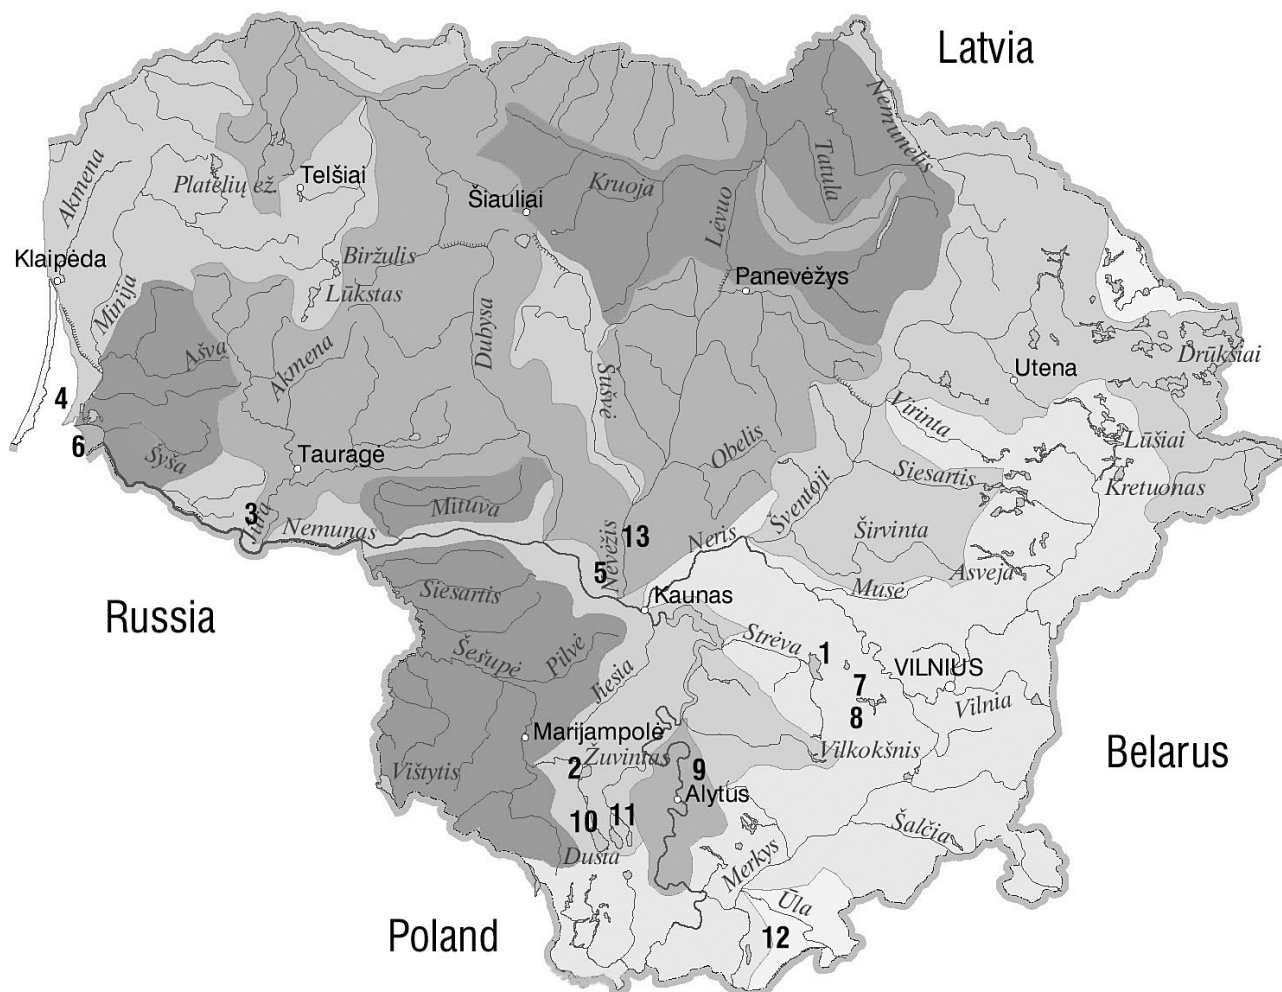 Latvia
Nemunėlis
Akmena
Tatula
Platelių ež.
Telšiai
Kruoja
Šiauliai
Lėvuo
Klaipėda
Biržulis
Panevėžys
Minija
Lūkstas
Dubysa
Ašva
Akmena
Drūkšiai
Utena
Šušvė
4
Virinta
6
Obelis
Lūšiai
Syša
Tauragė
Siesartis
Kretuonas
Šventoji
Mituva
3
Jūra
Nemunas
13
Neris
Širvinta
Nevėžis
5
Asveja
Musė
Siesartis
Kaunas
Russia
Strėva
1
Šešupė
Pilvė
Jiesia
VILNIUS
7
8
Vilnia
Marijampolė
Vilkokšnis
Belarus
Žuvintas
2
9
Vištytis
Alytus
10
11
Šalčia
Dusia
Merkys
Ūla
Poland
12